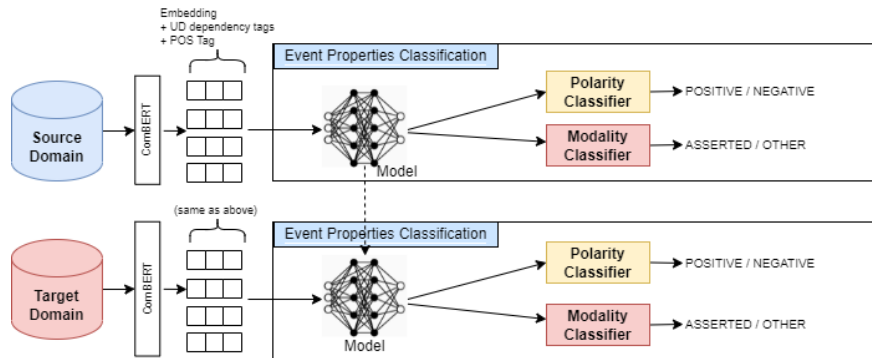 Embedding
+ UD dependency tags
+ POS Tag
Event Properties Classification
Source
Domain
ComBERT
Model
Polarity
Classifier
POSITIVE / NEGATIVE
Modality
Classifier
ASSERTED / OTHER
(same as above)
Event Properties Classification
Target
Domain
ComBERT
Model
Polarity
Classifier
POSITIVE / NEGATIVE
Modality
Classifier
ASSERTED / OTHER